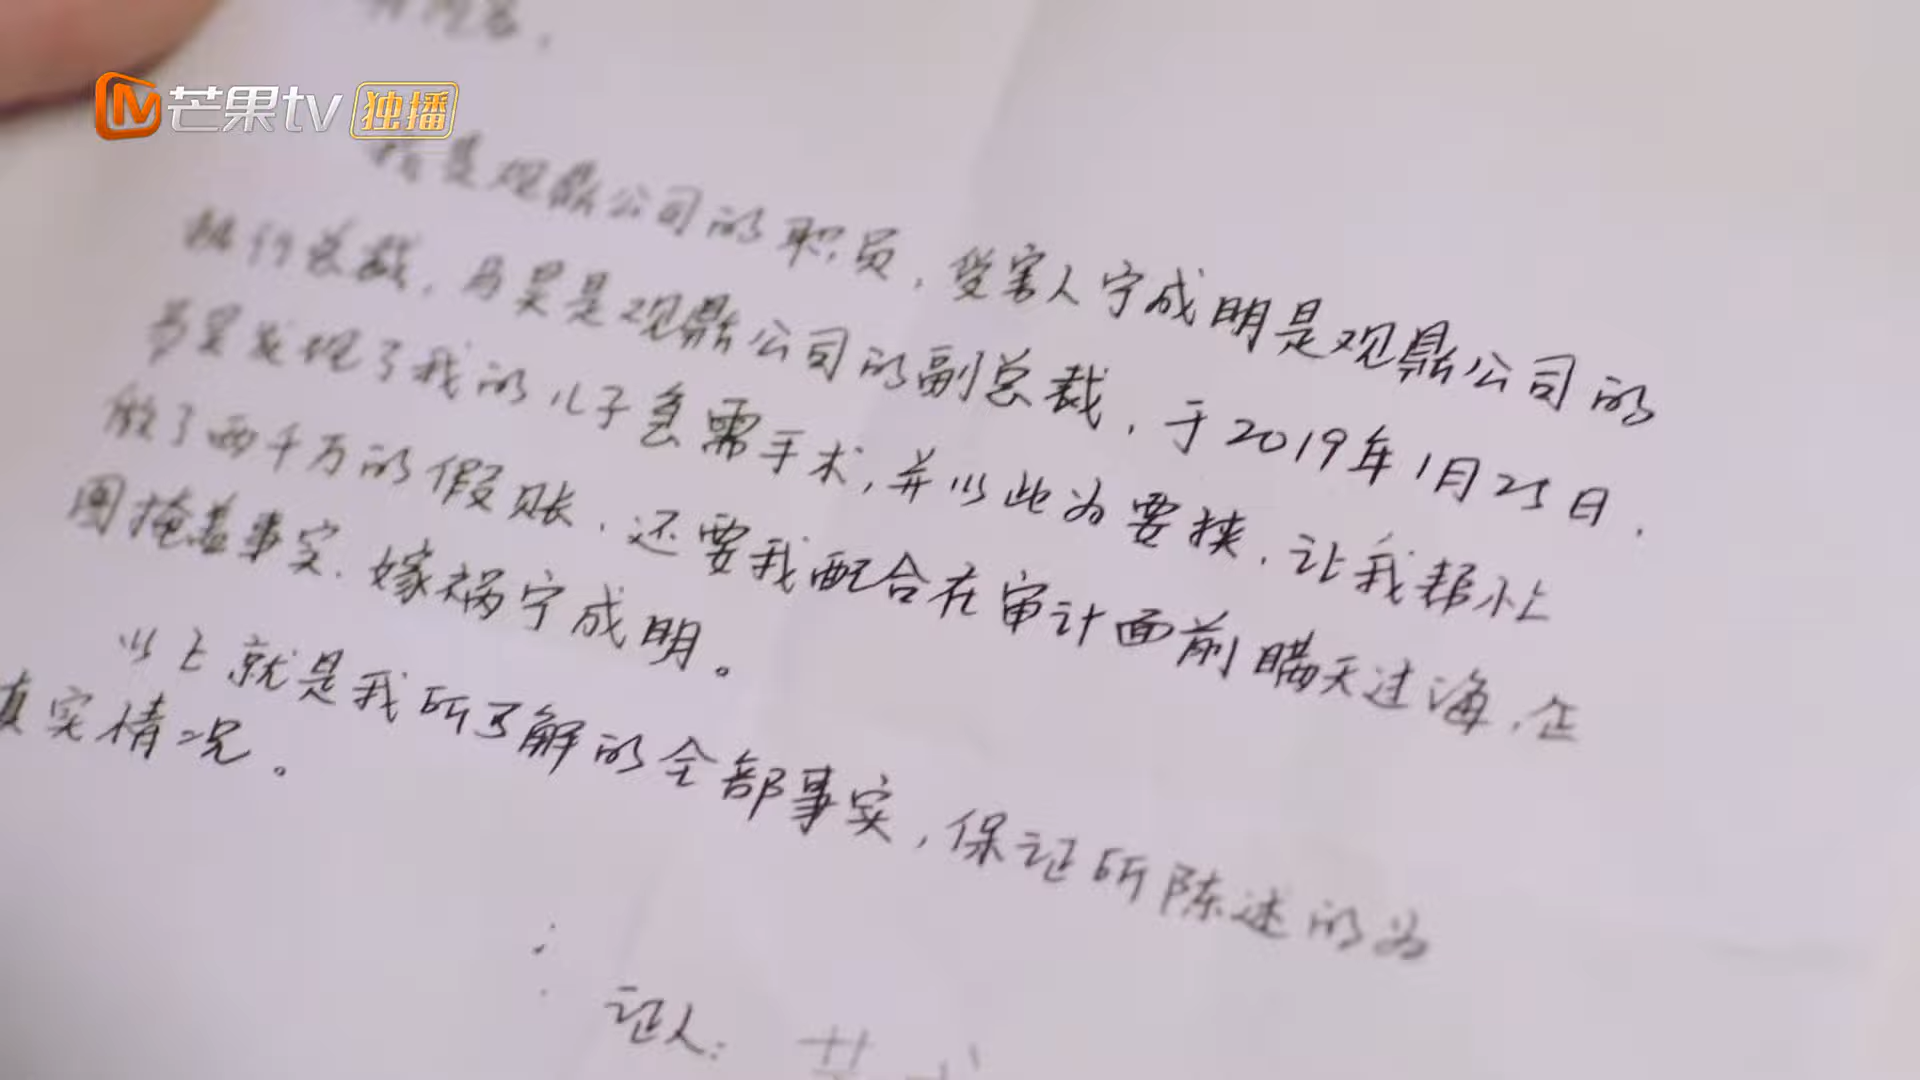 芒果tv 独播
我是观鼎公司的职员,受害人宁成明是观鼎公司的
执行总裁,马昊是观鼎公司的副总裁,于2019年1月25日,
马昊发现了我的儿子急需手术,并以此为要挟,让我帮忙
做了两千万的假账,还要我配合在审计面前瞒天过海,企
图掩盖事实、嫁祸宁成明。
以上就是我所了解的全部事实,保证所陈述的为
真实情况。
证人: